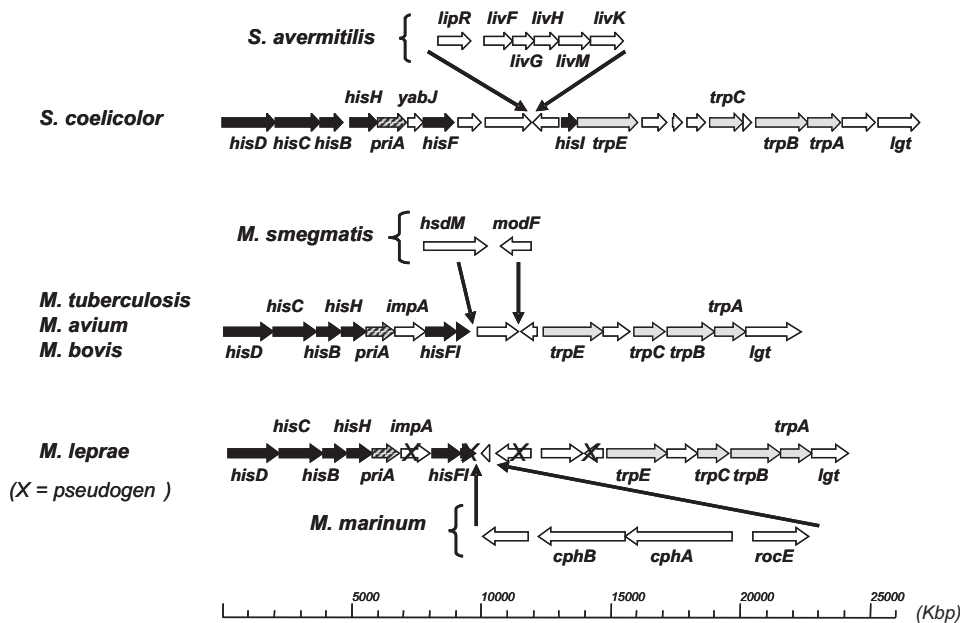 lipR livF livH livK
S. avermitilis
livG livM
hisH yabJ trpC
S. coelicolor
hisD hisC hisB priA hisF hisI trpE trpB trpA lgt
hsdM modF
M. smegmatis
M. tuberculosis
hisC hisH impA trpA
M. avium
M. bovis
hisD hisB priA hisFI trpE trpC trpB lgt
hisC hisH impA trpA
M. leprae
X X X X
hisD hisB priA hisFI trpE trpC trpB lgt
(X = pseudogen )
M. marinum
cphB cphA rocE
5000 10000 15000 20000 25000
(Kbp)